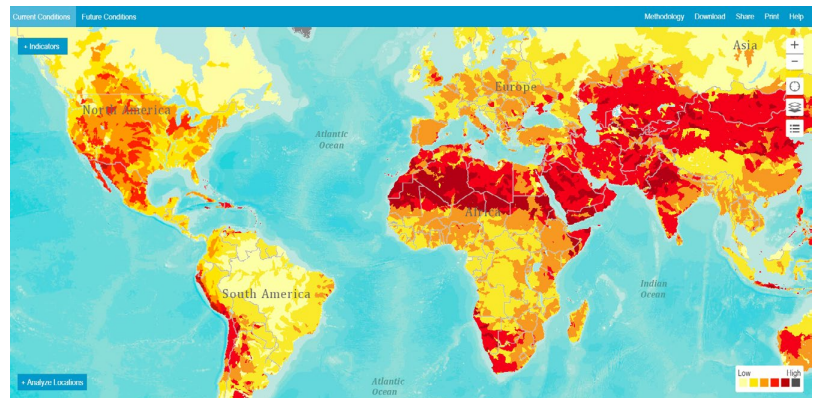 Current Conditions Future Conditions Methodology Download Share Print Help
+ Indicators
Asia
+
−
Europe
North America
Atlantic
Ocean
Africa
Indian
Ocean
South America
Low High
+ Analyze Locations
Atlantic
Ocean